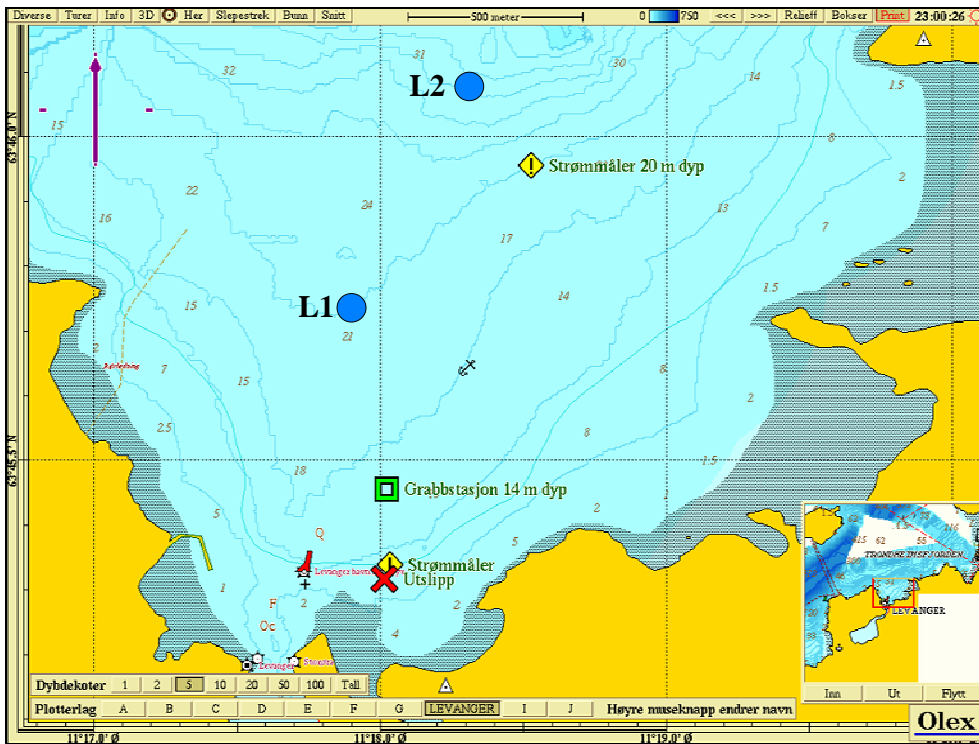 Diverse Turer Info 3D Her Slepestrek Bunn Snitt 500 meter 0 750 <<< >>> Relieff Bokser Print 23:00:26
31
32
30
L2
14
1.5
15
63°46.0' N
8
Strømmåler 20 m dyp
2
22
16
24
13
7
17
1.5
15
14
L1
21
7
15
8
2
2.5
8
63°45.5' N
1.5
18
Grabbstasjon 14 m dyp
2
1
5
Q
5
Strømmåler
Utslipp
1
F
2
2
Oc
4
TRONDHEIMSFJORDEN
LEVANGER
Levanger
Dybdekoter 1 2 5 10 20 50 100 Tall
Inn Ut Flytt
Plotterlag A B C D E F G LEVANGER I J Høyre museknapp endrer navn
Olex
11°17.0' Ø 11°18.0' Ø 11°19.0' Ø